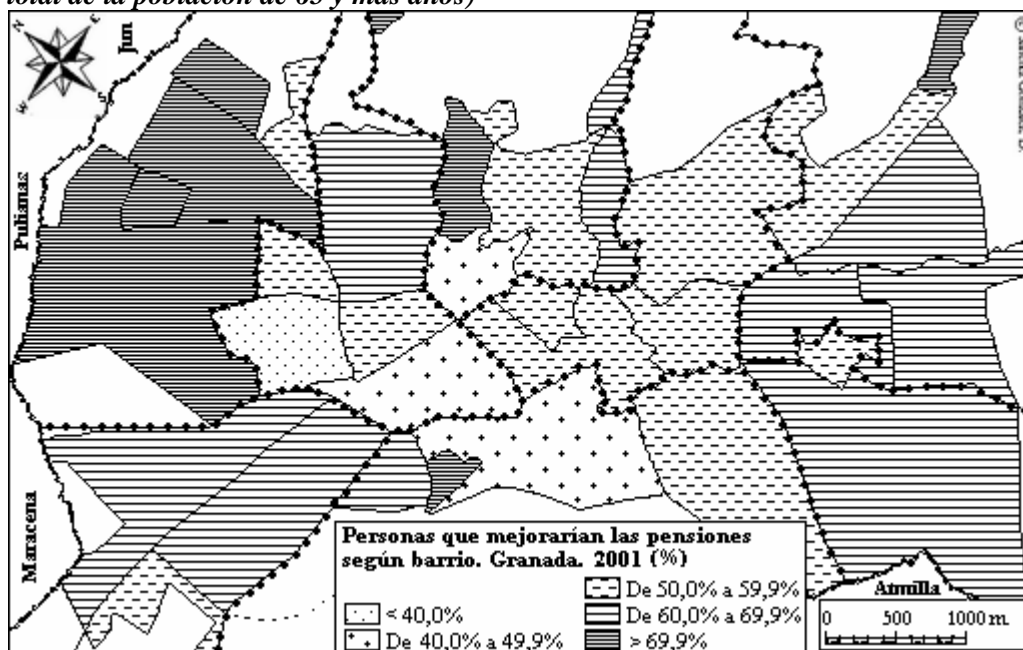 total de la población de 65 y más años)
N
E
S
W
Jun
Pulianas
Maracena
Personas que mejorarían las pensiones
según barrio. Granada. 2001 (%)
< 40,0%
De 40,0% a 49,9%
De 50,0% a 59,9%
De 60,0% a 69,9%
> 69,9%
Atmilla
0 500 1000 m.